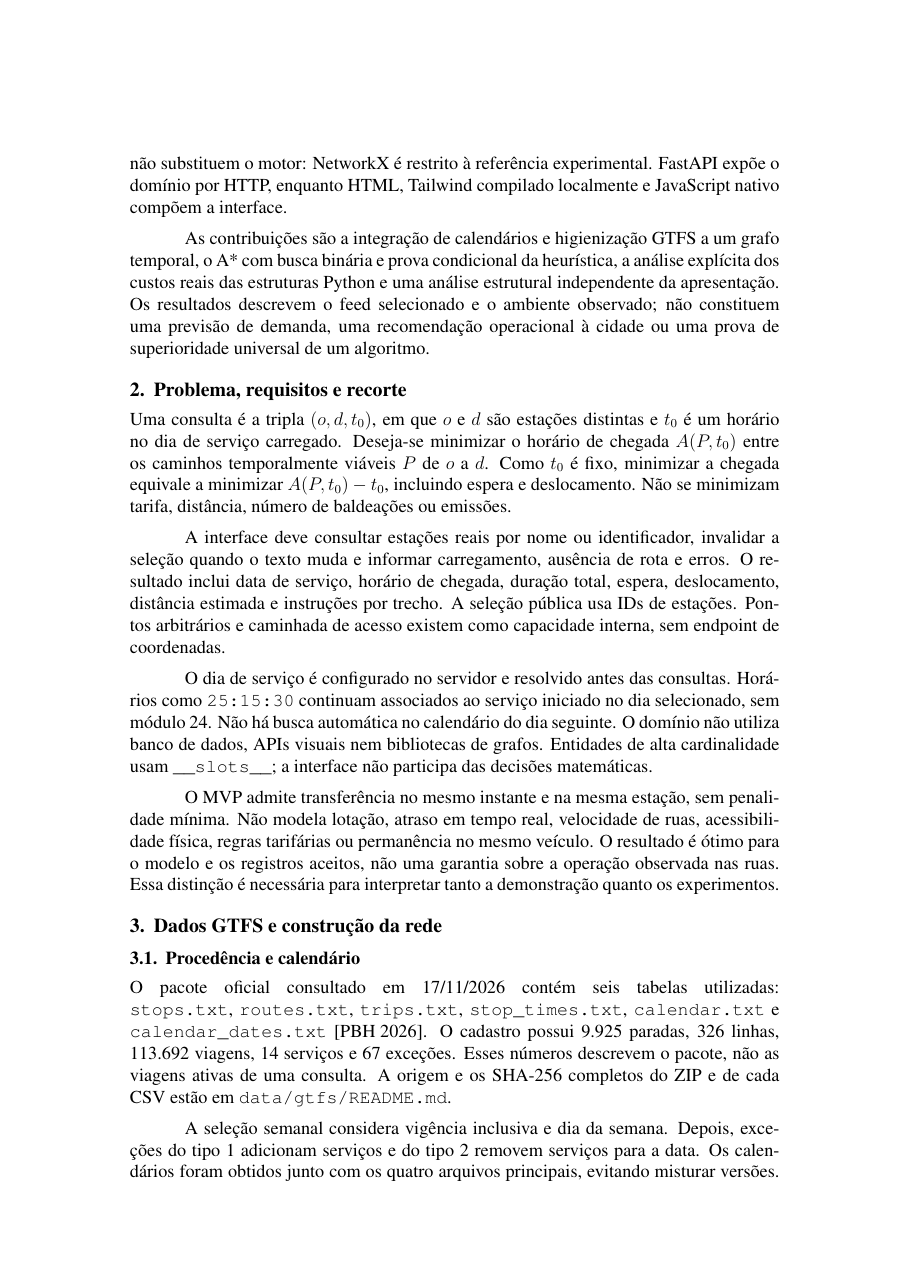 não substituem o motor: NetworkX é restrito à referência experimental. FastAPI expõe o
domínio por HTTP, enquanto HTML, Tailwind compilado localmente e JavaScript nativo
compõem a interface.
As contribuições são a integração de calendários e higienização GTFS a um grafo
temporal, o A* com busca binária e prova condicional da heurística, a análise explícita dos
custos reais das estruturas Python e uma análise estrutural independente da apresentação.
Os resultados descrevem o feed selecionado e o ambiente observado; não constituem
uma previsão de demanda, uma recomendação operacional à cidade ou uma prova de
superioridade universal de um algoritmo.
2. Problema, requisitos e recorte
Uma consulta é a tripla (o, d, t₀), em que o e d são estações distintas e t₀ é um horário
no dia de serviço carregado. Deseja-se minimizar o horário de chegada A(P, t₀) entre
os caminhos temporalmente viáveis P de o a d. Como t₀ é fixo, minimizar a chegada
equivale a minimizar A(P, t₀) − t₀, incluindo espera e deslocamento. Não se minimizam
tarifa, distância, número de baldeações ou emissões.
A interface deve consultar estações reais por nome ou identificador, invalidar a
seleção quando o texto muda e informar carregamento, ausência de rota e erros. O re-
sultado inclui data de serviço, horário de chegada, duração total, espera, deslocamento,
distância estimada e instruções por trecho. A seleção pública usa IDs de estações. Pon-
tos arbitrários e caminhada de acesso existem como capacidade interna, sem endpoint de
coordenadas.
O dia de serviço é configurado no servidor e resolvido antes das consultas. Horá-
rios como 25:15:30 continuam associados ao serviço iniciado no dia selecionado, sem
módulo 24. Não há busca automática no calendário do dia seguinte. O domínio não utiliza
banco de dados, APIs visuais nem bibliotecas de grafos. Entidades de alta cardinalidade
usam __slots__; a interface não participa das decisões matemáticas.
O MVP admite transferência no mesmo instante e na mesma estação, sem penali-
dade mínima. Não modela lotação, atraso em tempo real, velocidade de ruas, acessibili-
dade física, regras tarifárias ou permanência no mesmo veículo. O resultado é ótimo para
o modelo e os registros aceitos, não uma garantia sobre a operação observada nas ruas.
Essa distinção é necessária para interpretar tanto a demonstração quanto os experimentos.
3. Dados GTFS e construção da rede
3.1. Procedência e calendário
O pacote oficial consultado em 17/11/2026 contém seis tabelas utilizadas:
stops.txt, routes.txt, trips.txt, stop_times.txt, calendar.txt e
calendar_dates.txt [PBH 2026]. O cadastro possui 9.925 paradas, 326 linhas,
113.692 viagens, 14 serviços e 67 exceções. Esses números descrevem o pacote, não as
viagens ativas de uma consulta. A origem e os SHA-256 completos do ZIP e de cada
CSV estão em data/gtfs/README.md.
A seleção semanal considera vigência inclusiva e dia da semana. Depois, exce-
ções do tipo 1 adicionam serviços e do tipo 2 removem serviços para a data. Os calen-
dários foram obtidos junto com os quatro arquivos principais, evitando misturar versões.